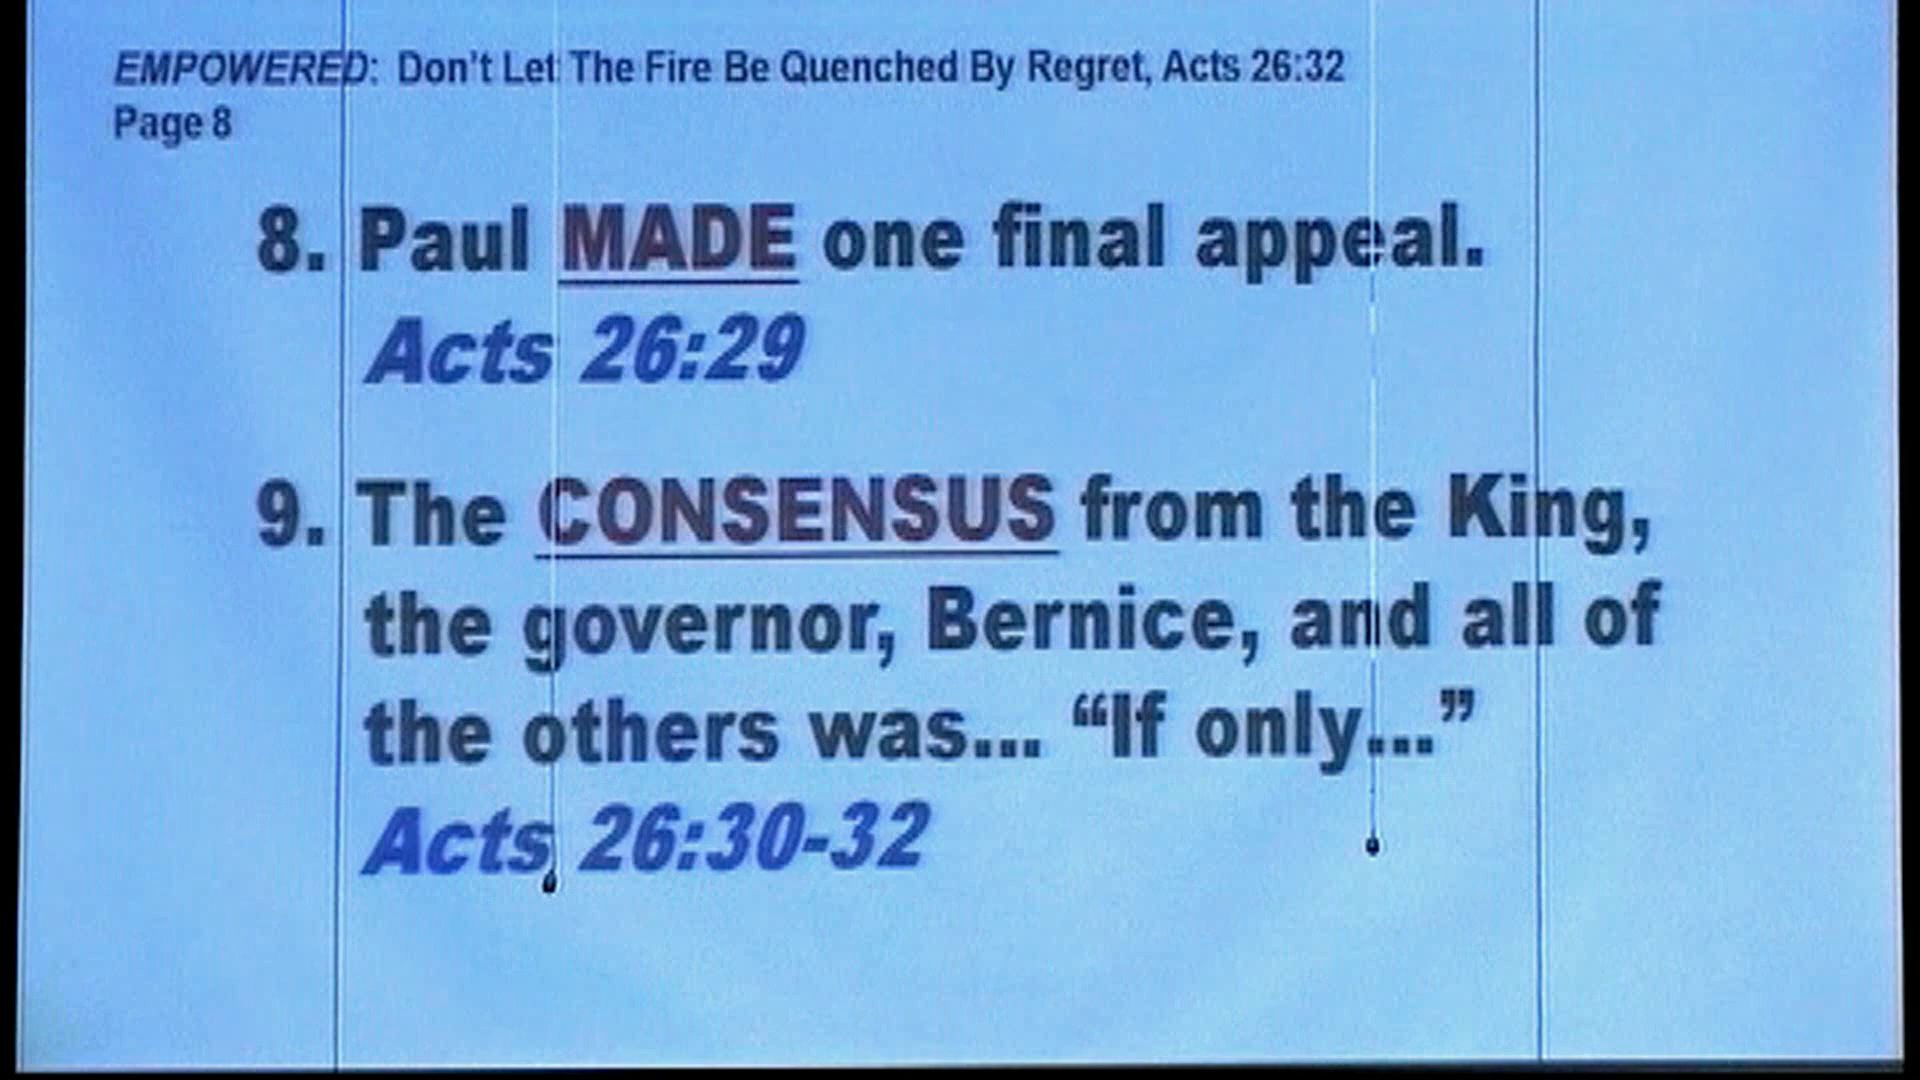 EMPOWERED: Don't Let The Fire Be Quenched By Regret, Acts 26:32
Page 8
8. Paul MADE one final appeal.
Acts 26:29
9. The CONSENSUS from the King,
the governor, Bernice, and all of
the others was... “If only...”
Acts 26:30-32